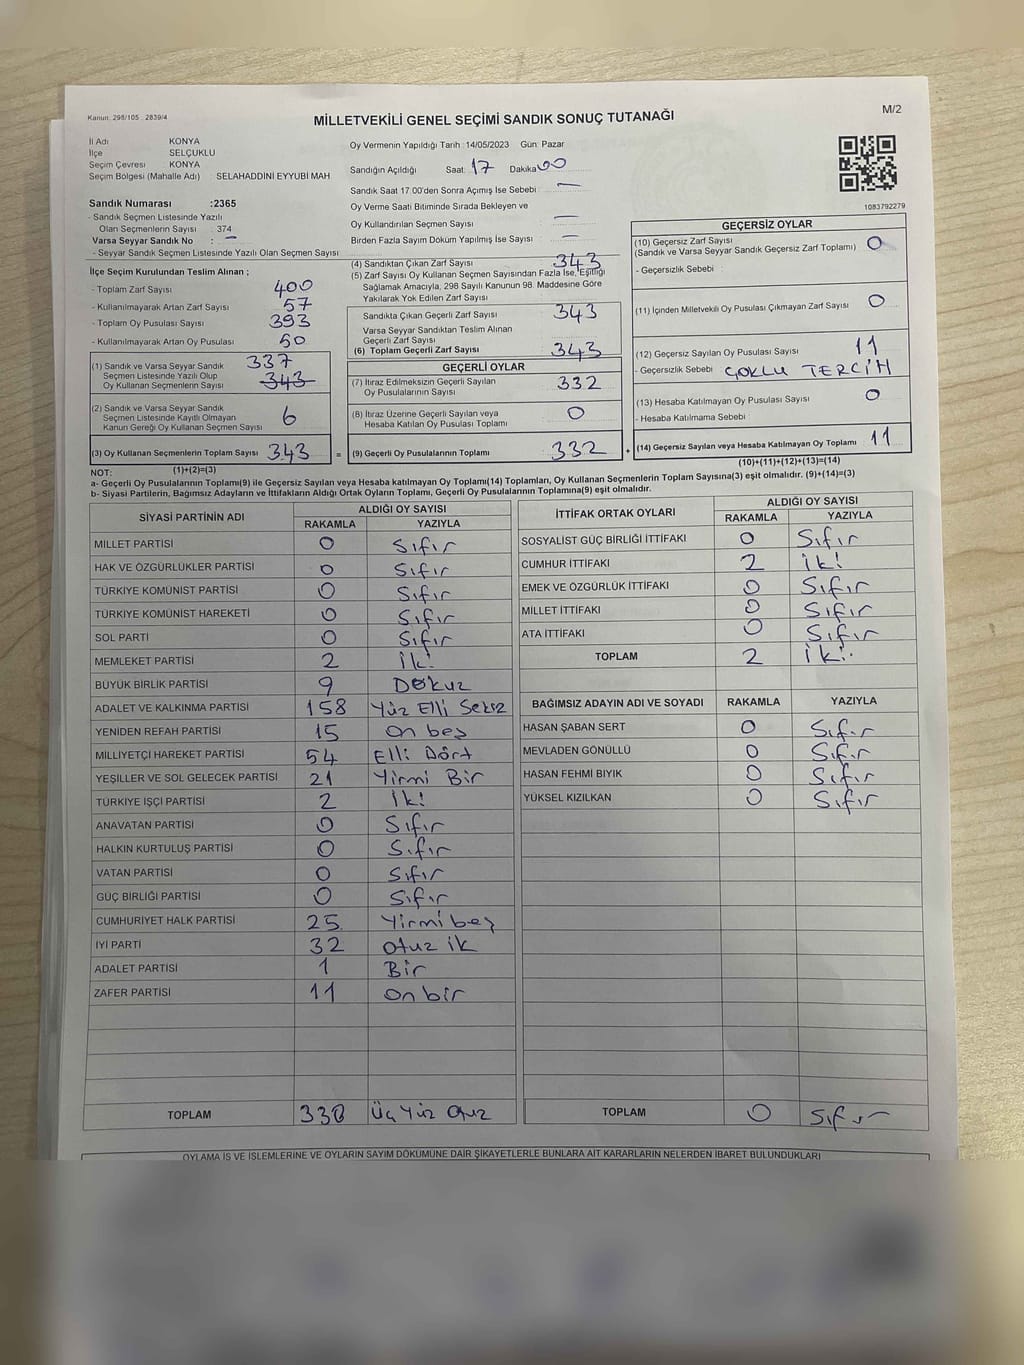 Kanun: 298/105 2839/4
MİLLETVEKİLİ GENEL SEÇİMİ SANDIK SONUÇ TUTANAĞI
M/2
İl Adı KONYA
İlçe SELÇUKLU
Seçim Çevresi KONYA
Seçim Bölgesi (Mahalle Adı) SELAHADDİNİ EYYUBİ MAH.
Sandık Numarası :2365
- Sandık Seçmen Listesinde Yazılı
Olan Seçmenlerin Sayısı : 374
Varsa Seyyar Sandık No : —
- Seyyar Sandık Seçmen Listesinde Yazılı Olan Seçmen Sayısı
Oy Vermenin Yapıldığı Tarih :14/05/2023 Gün: Pazar
Sandığın Açıldığı Saat: 17 Dakika: 00
Sandık Saat 17:00'den Sonra Açımış İse Sebebi : —
Oy Verme Saati Bitiminde Sırada Bekleyen ve
Oy Kullandırılan Seçmen Sayısı —
Birden Fazla Sayım Döküm Yapılmış İse Sayısı : —
1083792279
İlçe Seçim Kurulundan Teslim Alınan ;
- Toplam Zarf Sayısı 400
- Kullanılmayarak Artan Zarf Sayısı 57
- Toplam Oy Pusulası Sayısı 393
- Kullanılmayarak Artan Oy Pusulası 50
(1) Sandık ve Varsa Seyyar Sandık 337
Seçmen Listesinde Yazılı Olup
Oy Kullanan Seçmenlerin Sayısı 343
(2) Sandık ve Varsa Seyyar Sandık
Seçmen Listesinde Kayıtlı Olmayan
Kanun Gereği Oy Kullanan Seçmen Sayısı 6
(3) Oy Kullanan Seçmenlerin Toplam Sayısı 343
=
(4) Sandıktan Çıkan Zarf Sayısı 343
(5) Zarf Sayısı Oy Kullanan Seçmen Sayısından Fazla İse, Eşitliği
Sağlamak Amacıyla, 298 Sayılı Kanunun 98. Maddesine Göre
Yakılarak Yok Edilen Zarf Sayısı
Sandıkta Çıkan Geçerli Zarf Sayısı 343
Varsa Seyyar Sandıktan Teslim Alınan
Geçerli Zarf Sayısı
(6) Toplam Geçerli Zarf Sayısı 343
GEÇERLİ OYLAR
(7) İtiraz Edilmeksizin Geçerli Sayılan
Oy Pusulalarının Sayısı 332
(8) İtiraz Üzerine Geçerli Sayılan veya
Hesaba Katılan Oy Pusulası Toplamı 0
(9) Geçerli Oy Pusulalarının Toplamı 332
+
GEÇERSİZ OYLAR
(10) Geçersiz Zarf Sayısı
(Sandık ve Varsa Seyyar Sandık Geçersiz Zarf Toplamı) 0
- Geçersizlik Sebebi :
(11) İçinden Milletvekili Oy Pusulası Çıkmayan Zarf Sayısı 0
(12) Geçersiz Sayılan Oy Pusulası Sayısı 11
- Geçersizlik Sebebi ÇOKLU TERCİH
(13) Hesaba Katılmayan Oy Pusulası Sayısı 0
- Hesaba Katılmama Sebebi :
(14) Geçersiz Sayılan veya Hesaba Katılmayan Oy Toplamı 11
NOT: (1)+(2)=(3)
(10)+(11)+(12)+(13)=(14)
a- Geçerli Oy Pusulalarının Toplamı(9) ile Geçersiz Sayılan veya Hesaba katılmayan Oy Toplamı(14) Toplamları, Oy Kullanan Seçmenlerin Toplam Sayısına(3) eşit olmalıdır. (9)+(14)=(3)
b- Siyasi Partilerin, Bağımsız Adayların ve İttifakların Aldığı Ortak Oyların Toplamı, Geçerli Oy Pusulalarının Toplamına(9) eşit olmalıdır.
SİYASİ PARTİNİN ADI ALDIĞI OY SAYISI
RAKAMLA YAZIYLA
MİLLET PARTİSİ 0 Sıfır
HAK VE ÖZGÜRLÜKLER PARTİSİ 0 Sıfır
TÜRKİYE KOMÜNİST PARTİSİ 0 Sıfır
TÜRKİYE KOMÜNİST HAREKETİ 0 Sıfır
SOL PARTİ 0 Sıfır
MEMLEKET PARTİSİ 2 İki
BÜYÜK BİRLİK PARTİSİ 9 Dokuz
ADALET VE KALKINMA PARTİSİ 158 Yüz Elli Sekiz
YENİDEN REFAH PARTİSİ 15 On beş
MİLLİYETÇİ HAREKET PARTİSİ 54 Elli Dört
YEŞİLLER VE SOL GELECEK PARTİSİ 21 Yirmi Bir
TÜRKİYE İŞÇİ PARTİSİ 2 İki
ANAVATAN PARTİSİ 0 Sıfır
HALKIN KURTULUŞ PARTİSİ 0 Sıfır
VATAN PARTİSİ 0 Sıfır
GÜÇ BİRLİĞİ PARTİSİ 0 Sıfır
CUMHURİYET HALK PARTİSİ 25 Yirmi beş
İYİ PARTİ 32 Otuz ik
ADALET PARTİSİ 1 Bir
ZAFER PARTİSİ 11 On bir
TOPLAM 330 Üç Yüz Otuz
İTTİFAK ORTAK OYLARI ALDIĞI OY SAYISI
RAKAMLA YAZIYLA
SOSYALİST GÜÇ BİRLİĞİ İTTİFAKI 0 Sıfır
CUMHUR İTTİFAKI 2 İki
EMEK VE ÖZGÜRLÜK İTTİFAKI 0 Sıfır
MİLLET İTTİFAKI 0 Sıfır
ATA İTTİFAKI 0 Sıfır
TOPLAM 2 İki
BAĞIMSIZ ADAYIN ADI VE SOYADI RAKAMLA YAZIYLA
HASAN ŞABAN SERT 0 Sıfır
MEVLADEN GÖNÜLLÜ 0 Sıfır
HASAN FEHMİ BIYIK 0 Sıfır
YÜKSEL KIZILKAN 0 Sıfır
TOPLAM 0 Sıfır
OYLAMA İŞ VE İŞLEMLERİNE VE OYLARIN SAYIM DÖKÜMÜNE DAİR ŞİKAYETLERLE BUNLARA AİT KARARLARIN NELERDEN İBARET BULUNDUKLARI